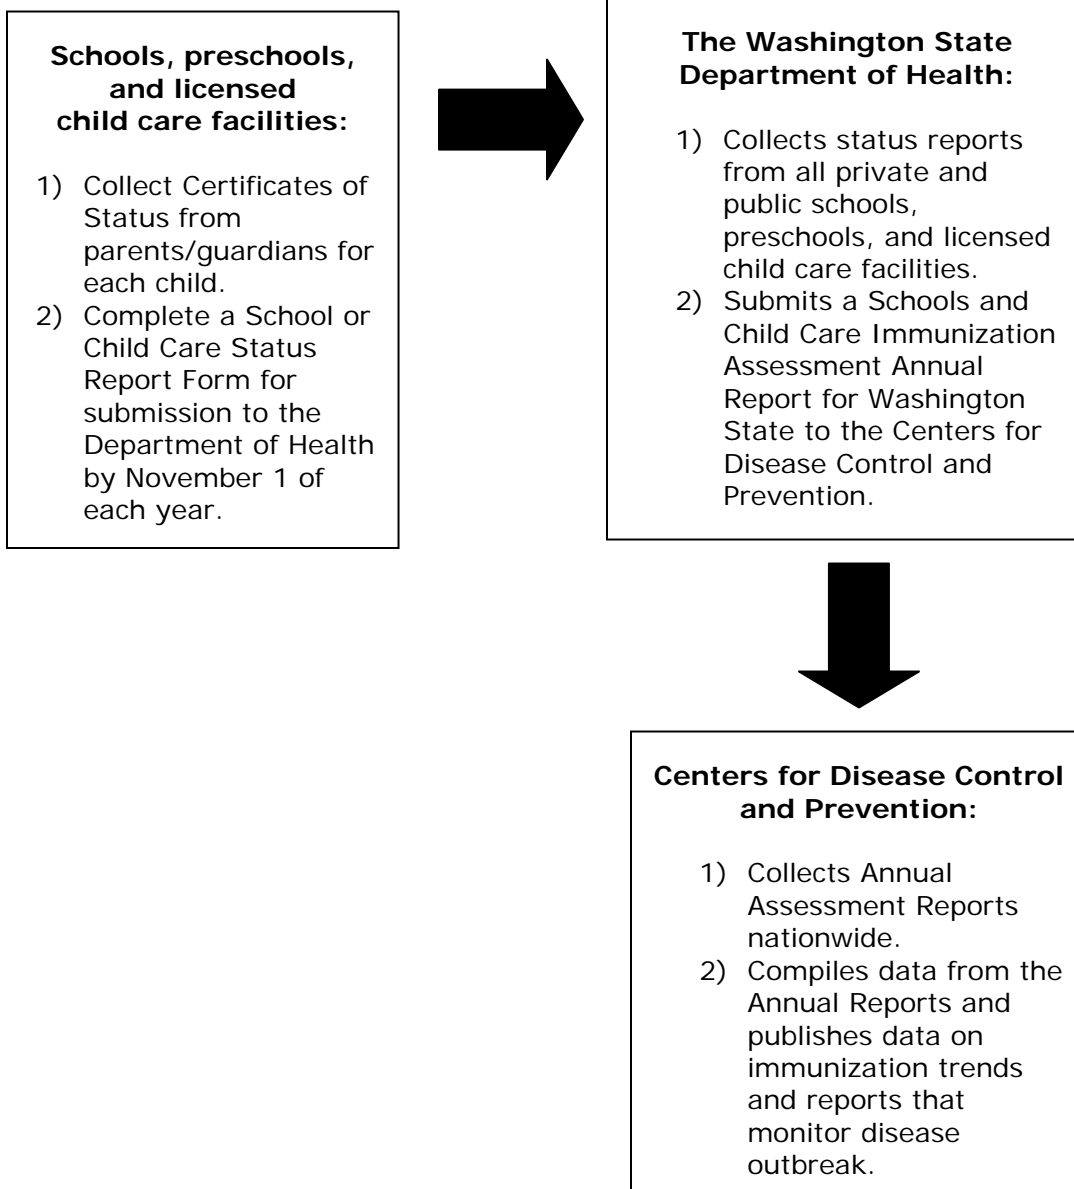 Schools, preschools,
and licensed
child care facilities:
1) Collect Certificates of
Status from
parents/guardians for
each child.
2) Complete a School or
Child Care Status
Report Form for
submission to the
Department of Health
by November 1 of
each year.
The Washington State
Department of Health:
1) Collects status reports
from all private and
public schools,
preschools, and licensed
child care facilities.
2) Submits a Schools and
Child Care Immunization
Assessment Annual
Report for Washington
State to the Centers for
Disease Control and
Prevention.
Centers for Disease Control
and Prevention:
1) Collects Annual
Assessment Reports
nationwide.
2) Compiles data from the
Annual Reports and
publishes data on
immunization trends
and reports that
monitor disease
outbreak.